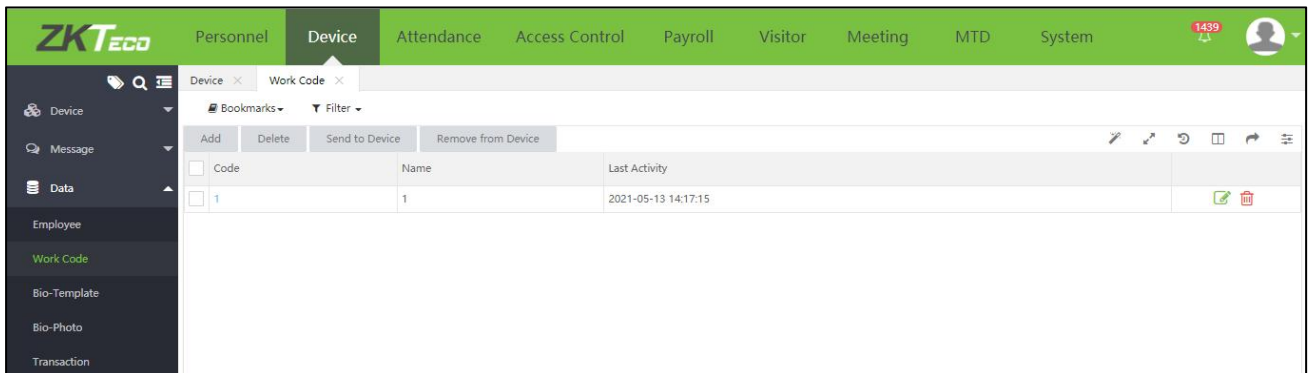 ZKTeco Personnel Device Attendance Access Control Payroll Visitor Meeting MTD System 1439
Device Work Code
Bookmarks Filter
Add Delete Send to Device Remove from Device
Code Name Last Activity
1 1 2021-05-13 14:17:15
Device
Message
Data
Employee
Work Code
Bio-Template
Bio-Photo
Transaction